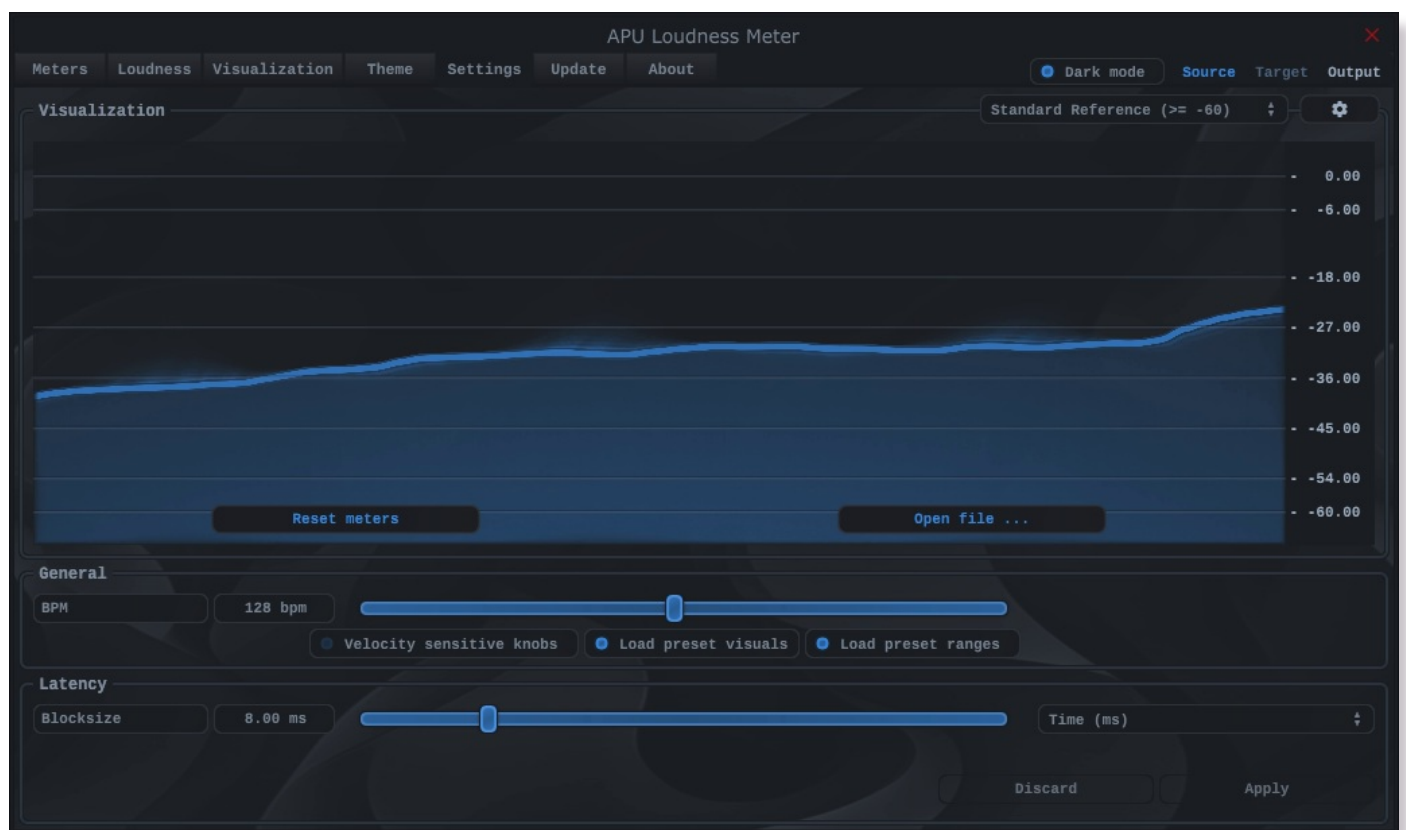 APU Loudness Meter
Meters Loudness Visualization Theme Settings Update About Dark mode Source Target Output
Visualization Standard Reference (>= -60)
- 0.00
- -6.00
- -18.00
- -27.00
- -36.00
- -45.00
- -54.00
- -60.00
Reset meters Open file ...
General
BPM 128 bpm
Velocity sensitive knobs Load preset visuals Load preset ranges
Latency
Blocksize 8.00 ms Time (ms)
Discard Apply